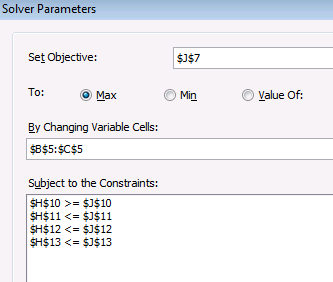 Solver Parameters
Set Objective: $J$7
To: Max Min Value Of:
By Changing Variable Cells:
$B$5:$C$5
Subject to the Constraints:
$H$10 >= $J$10
$H$11 <= $J$11
$H$12 <= $J$12
$H$13 <= $J$13